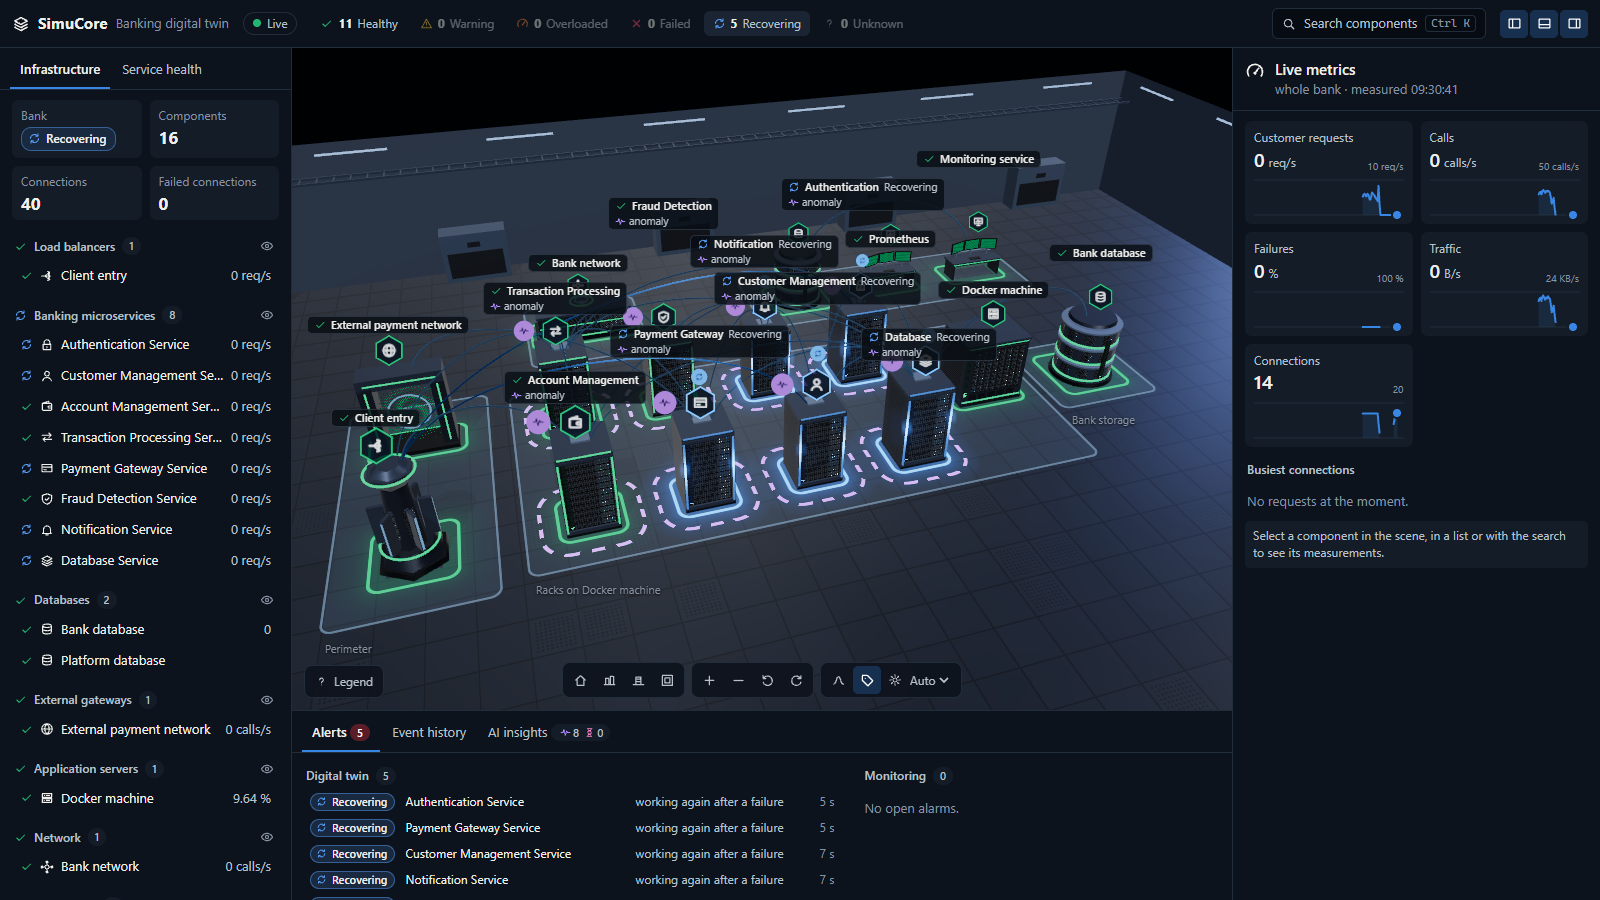 SimuCore Banking digital twin Live 11 Healthy 0 Warning 0 Overloaded 0 Failed 5 Recovering ? 0 Unknown Search components Ctrl K
Infrastructure Service health
Bank
Recovering
Components
16
Connections
40
Failed connections
0
Load balancers 1
Client entry 0 req/s
Banking microservices 8
Authentication Service 0 req/s
Customer Management Se... 0 req/s
Account Management Ser... 0 req/s
Transaction Processing Ser... 0 req/s
Payment Gateway Service 0 req/s
Fraud Detection Service 0 req/s
Notification Service 0 req/s
Database Service 0 req/s
Databases 2
Bank database 0
Platform database
External gateways 1
External payment network 0 calls/s
Application servers 1
Docker machine 9.64 %
Network 1
Bank network 0 calls/s
Monitoring service
Authentication Recovering
anomaly
Fraud Detection
anomaly
Notification Recovering
anomaly
Prometheus
Bank database
Bank network
Customer Management Recovering
anomaly
Transaction Processing
anomaly
Docker machine
External payment network
Payment Gateway Recovering
anomaly
Database Recovering
anomaly
Account Management
anomaly
Client entry
Bank storage
Racks on Docker machine
Perimeter
? Legend
Auto
Alerts 5 Event history AI insights 8 0
Digital twin 5
Recovering Authentication Service working again after a failure 5 s
Recovering Payment Gateway Service working again after a failure 5 s
Recovering Customer Management Service working again after a failure 7 s
Recovering Notification Service working again after a failure 7 s
Monitoring 0
No open alarms.
Live metrics
whole bank · measured 09:30:41
Customer requests
0 req/s
10 req/s
Calls
0 calls/s
50 calls/s
Failures
0 %
100 %
Traffic
0 B/s
24 KB/s
Connections
14
20
Busiest connections
No requests at the moment.
Select a component in the scene, in a list or with the search
to see its measurements.